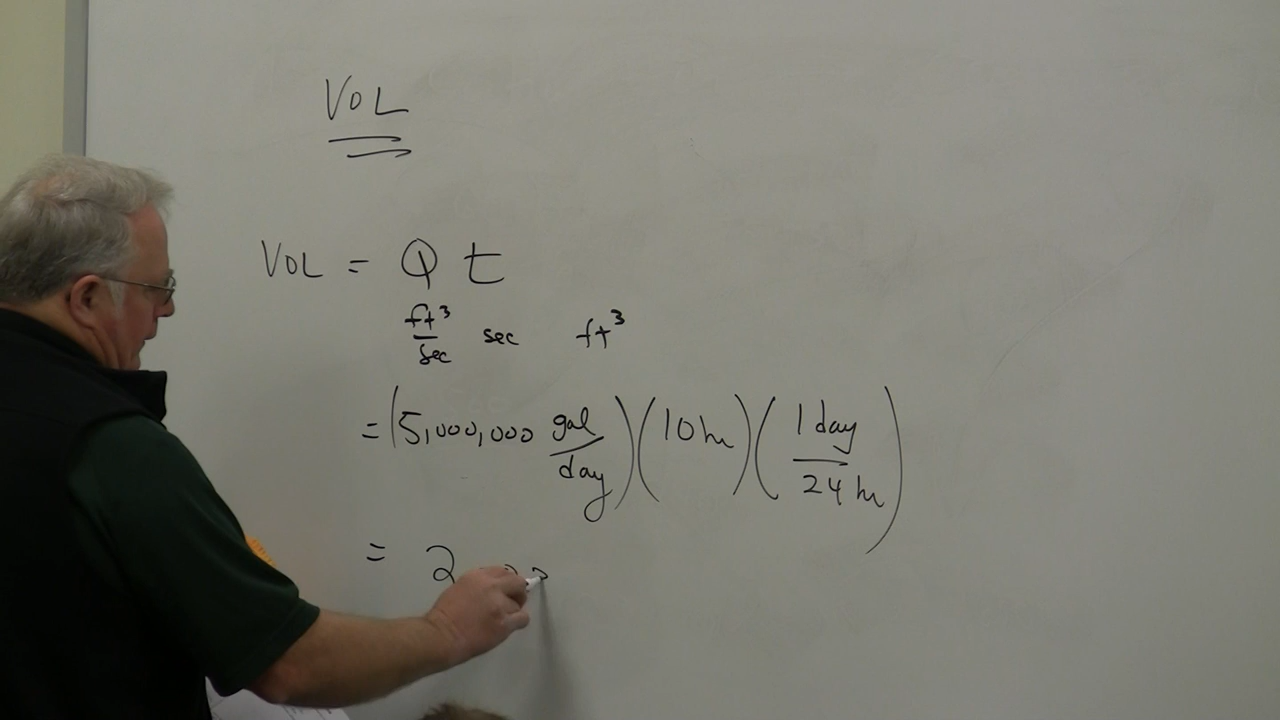 VOL
VOL = Q t
ft³/sec sec ft³
= (5,000,000 gal/day)(10 hr)(1 day/24 hr)
= 2